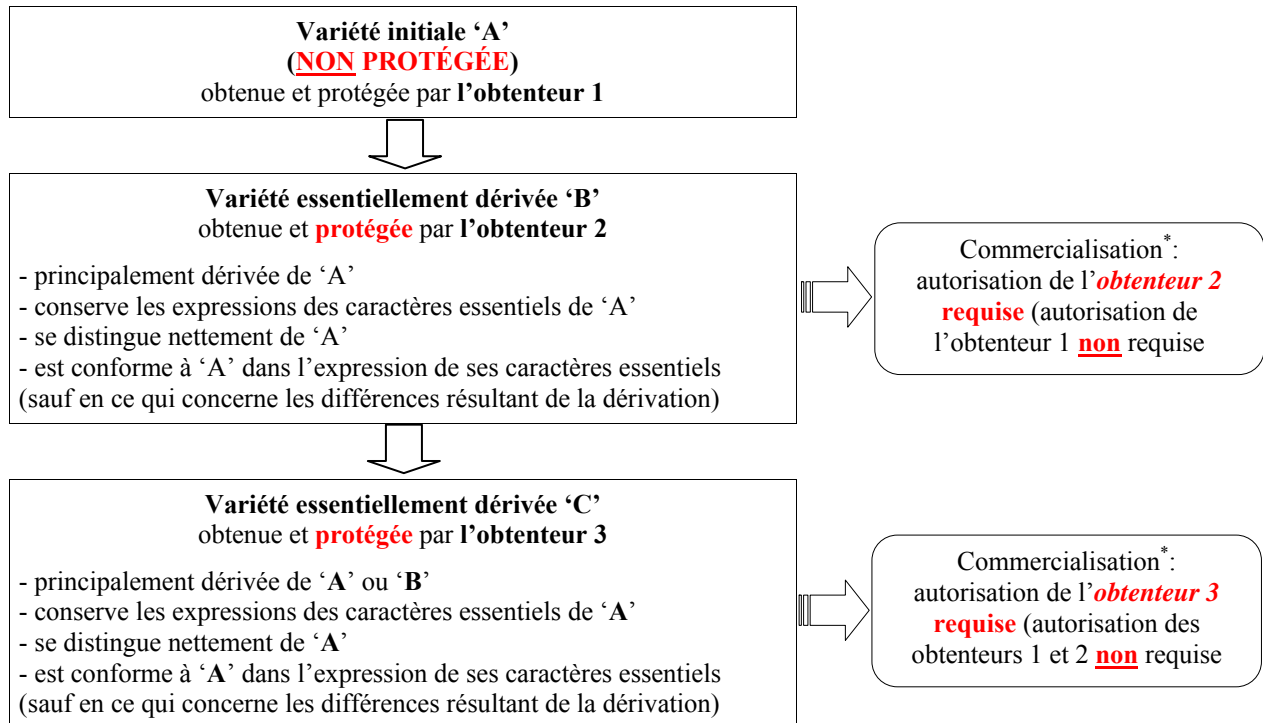 Variété initiale ‘A’
(NON PROTÉGÉE)
obtenue et protégée par l’obtenteur 1
Variété essentiellement dérivée ‘B’
obtenue et protégée par l’obtenteur 2
- principalement dérivée de ‘A’
- conserve les expressions des caractères essentiels de ‘A’
- se distingue nettement de ‘A’
- est conforme à ‘A’ dans l’expression de ses caractères essentiels
(sauf en ce qui concerne les différences résultant de la dérivation)
Commercialisation*:
autorisation de l’obtenteur 2
requise (autorisation de
l’obtenteur 1 non requise
Variété essentiellement dérivée ‘C’
obtenue et protégée par l’obtenteur 3
- principalement dérivée de ‘A’ ou ‘B’
- conserve les expressions des caractères essentiels de ‘A’
- se distingue nettement de ‘A’
- est conforme à ‘A’ dans l’expression de ses caractères essentiels
(sauf en ce qui concerne les différences résultant de la dérivation)
Commercialisation*:
autorisation de l’obtenteur 3
requise (autorisation des
obtenteurs 1 et 2 non requise